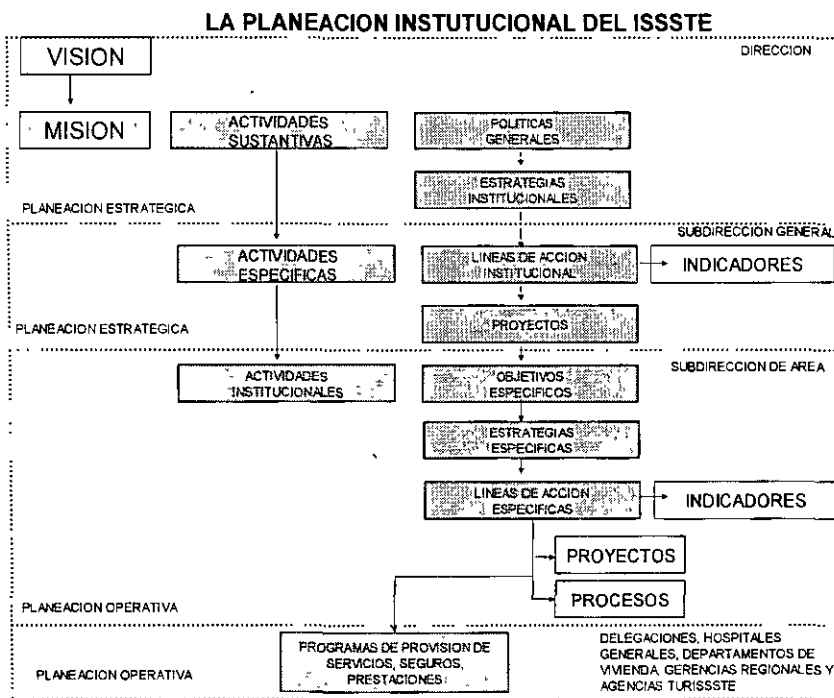 LA PLANEACION INSTUTUCIONAL DEL ISSSTE
DIRECCION
VISION
MISION
ACTIVIDADES
SUSTANTIVAS
POLITICAS
GENERALES
ESTRATEGIAS
INSTITUCIONALES
PLANEACION ESTRATEGICA
SUBDIRECCION GENERAL
ACTIVIDADES
ESPECIFICAS
LINEAS DE ACCION
INSTITUCIONAL
INDICADORES
PROYECTOS
PLANEACION ESTRATEGICA
SUBDIRECCION DE AREA
ACTIVIDADES
INSTITUCIONALES
OBJETIVOS
ESPECIFICOS
ESTRATEGIAS
ESPECIFICAS
LINEAS DE ACCION
ESPECIFICAS
INDICADORES
PROYECTOS
PROCESOS
PLANEACION OPERATIVA
PROGRAMAS DE PROVISION DE
SERVICIOS, SEGUROS,
PRESTACIONES
DELEGACIONES, HOSPITALES
GENERALES, DEPARTAMENTOS DE
VIVIENDA, GERENCIAS REGIONALES Y
AGENCIAS TURISSSTE
PLANEACION OPERATIVA